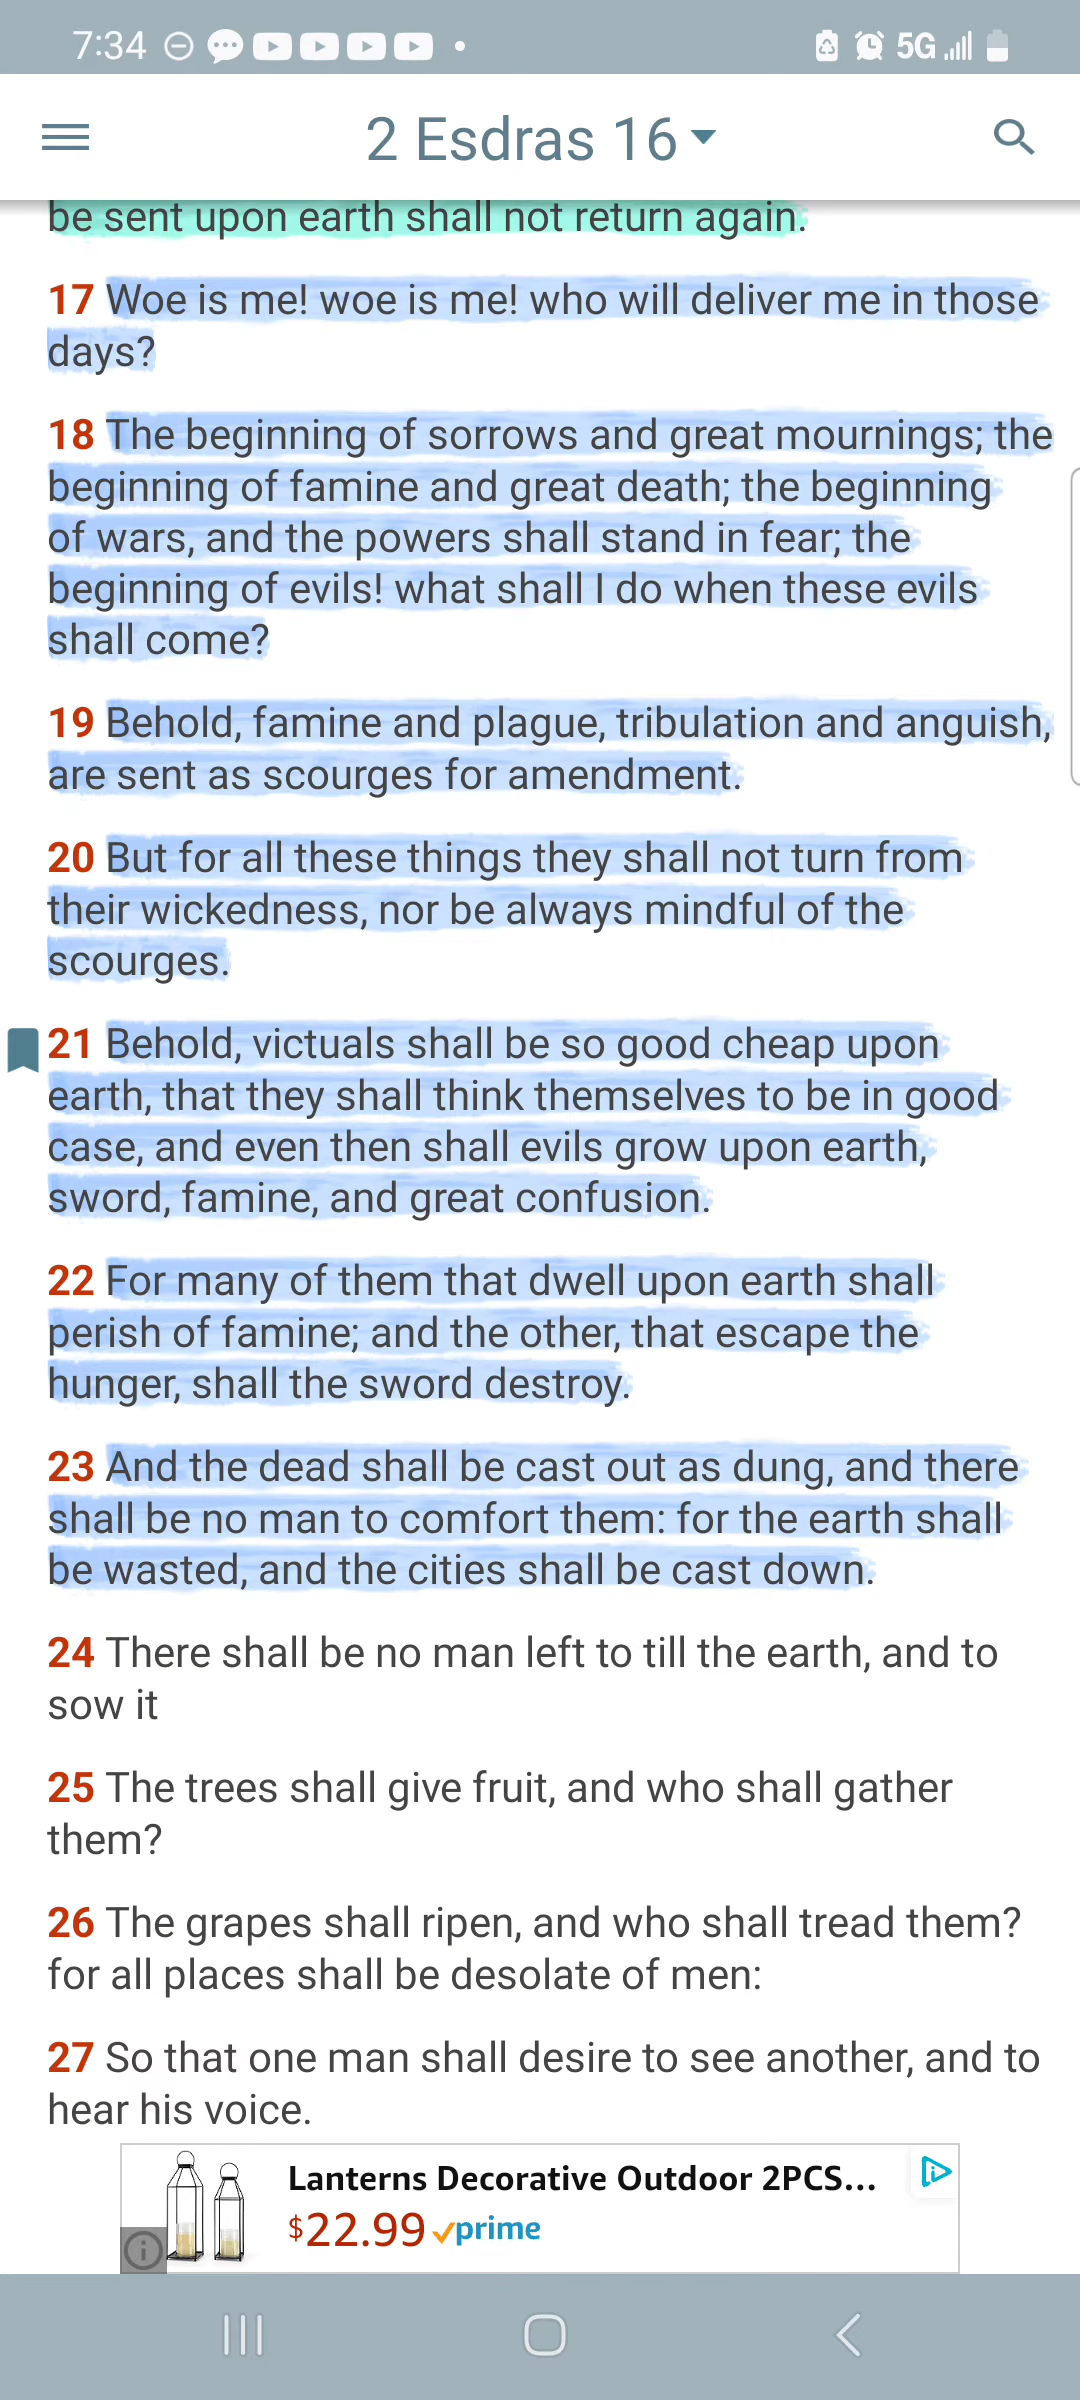 7:34
5G
2 Esdras 16
be sent upon earth shall not return again.
17 Woe is me! woe is me! who will deliver me in those
days?
18 The beginning of sorrows and great mournings; the
beginning of famine and great death; the beginning
of wars, and the powers shall stand in fear; the
beginning of evils! what shall I do when these evils
shall come?
19 Behold, famine and plague, tribulation and anguish,
are sent as scourges for amendment.
20 But for all these things they shall not turn from
their wickedness, nor be always mindful of the
scourges.
21 Behold, victuals shall be so good cheap upon
earth, that they shall think themselves to be in good
case, and even then shall evils grow upon earth,
sword, famine, and great confusion.
22 For many of them that dwell upon earth shall
perish of famine; and the other, that escape the
hunger, shall the sword destroy.
23 And the dead shall be cast out as dung, and there
shall be no man to comfort them: for the earth shall
be wasted, and the cities shall be cast down.
24 There shall be no man left to till the earth, and to
sow it
25 The trees shall give fruit, and who shall gather
them?
26 The grapes shall ripen, and who shall tread them?
for all places shall be desolate of men:
27 So that one man shall desire to see another, and to
hear his voice.
Lanterns Decorative Outdoor 2PCS...
$22.99 prime